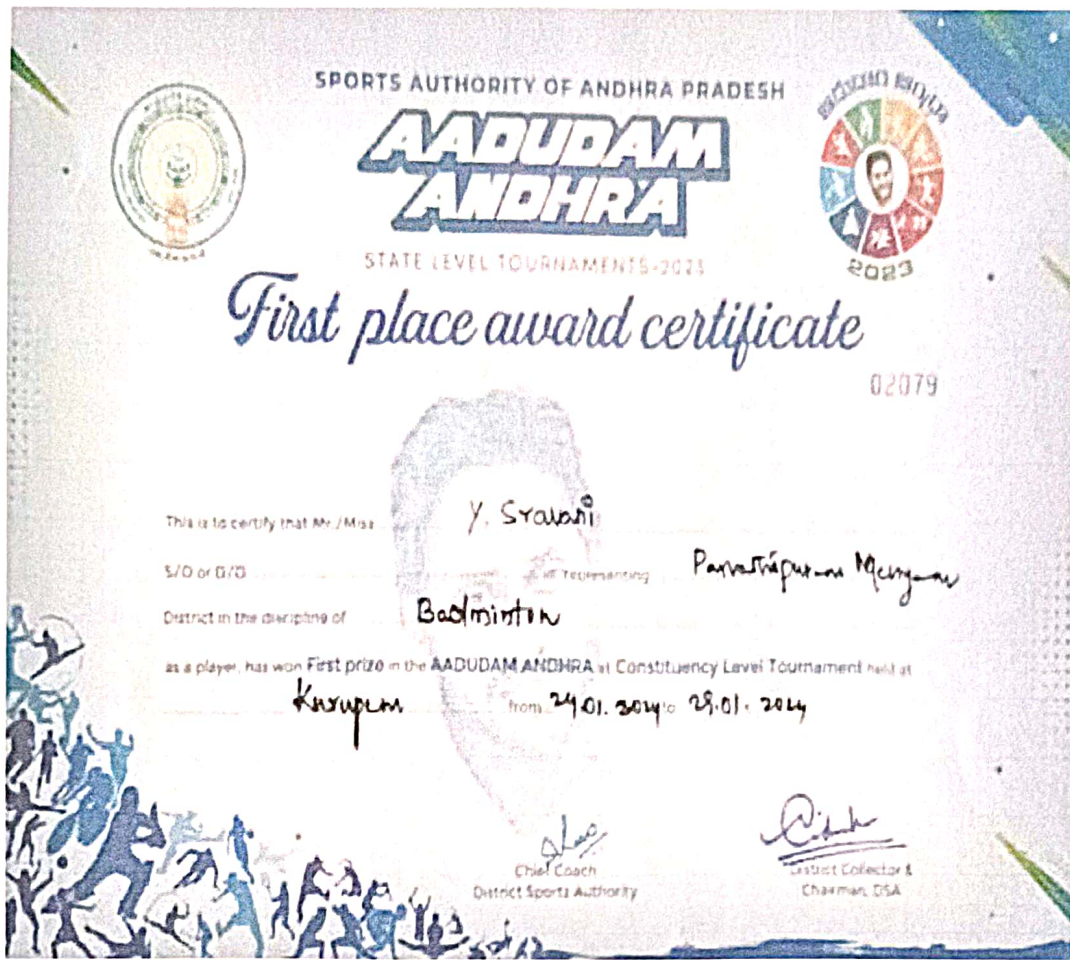 SPORTS AUTHORITY OF ANDHRA PRADESH
AADUDAM
ANDHRA
STATE LEVEL TOURNAMENTS-2023
2023
First place award certificate
02079
This is to certify that Mr./Miss Y. Sravani
S/O or D/O representing Parvathipuram Manyam
District in the discipline of Badminton
as a player, has won First prize in the AADUDAM ANDHRA at Constituency Level Tournament held at
Kurupam from 24.01.2024 to 29.01.2024
Chief Coach
District Sports Authority
District Collector &
Chairman, DSA